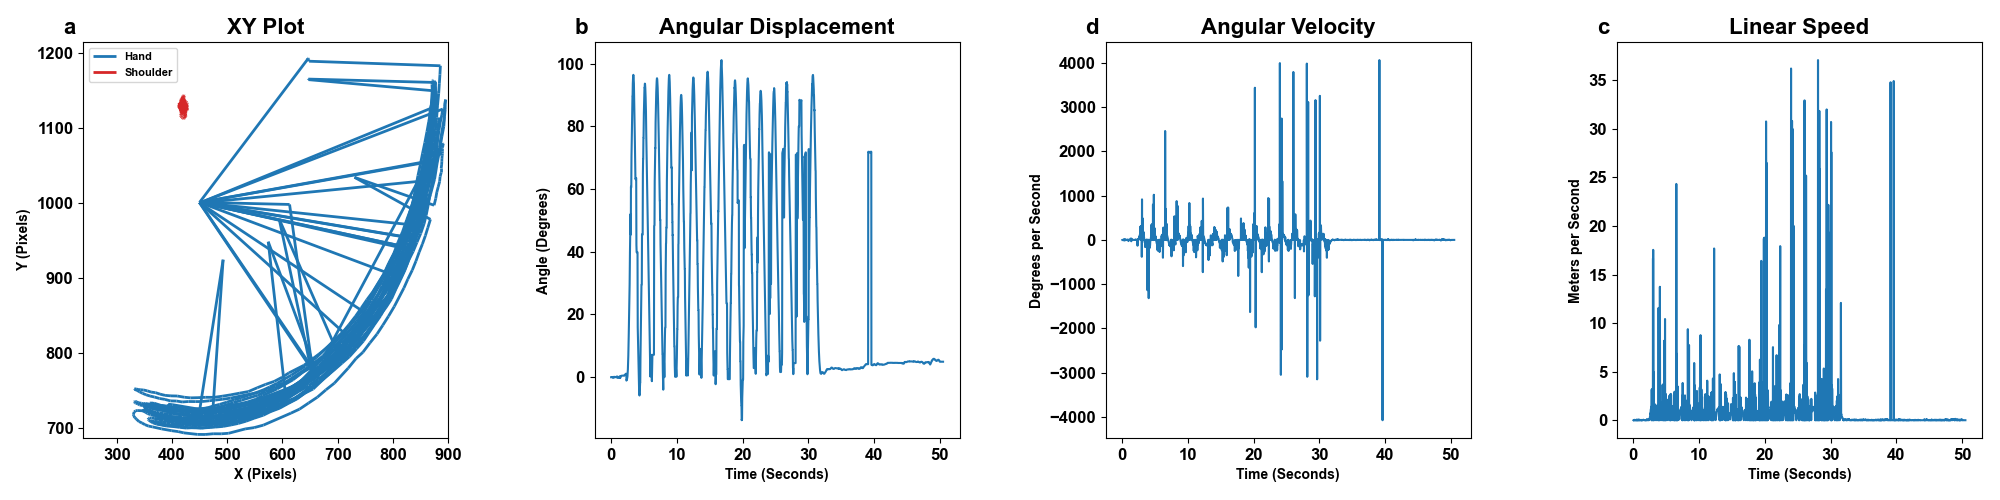 a XY Plot
Hand
Shoulder
1200
1100
1000
900
800
700
Y (Pixels)
300 400 500 600 700 800 900
X (Pixels)
b Angular Displacement
100
80
60
40
20
0
Angle (Degrees)
0 10 20 30 40 50
Time (Seconds)
d Angular Velocity
4000
3000
2000
1000
0
−1000
−2000
−3000
−4000
Degrees per Second
0 10 20 30 40 50
Time (Seconds)
c Linear Speed
35
30
25
20
15
10
5
0
Meters per Second
0 10 20 30 40 50
Time (Seconds)